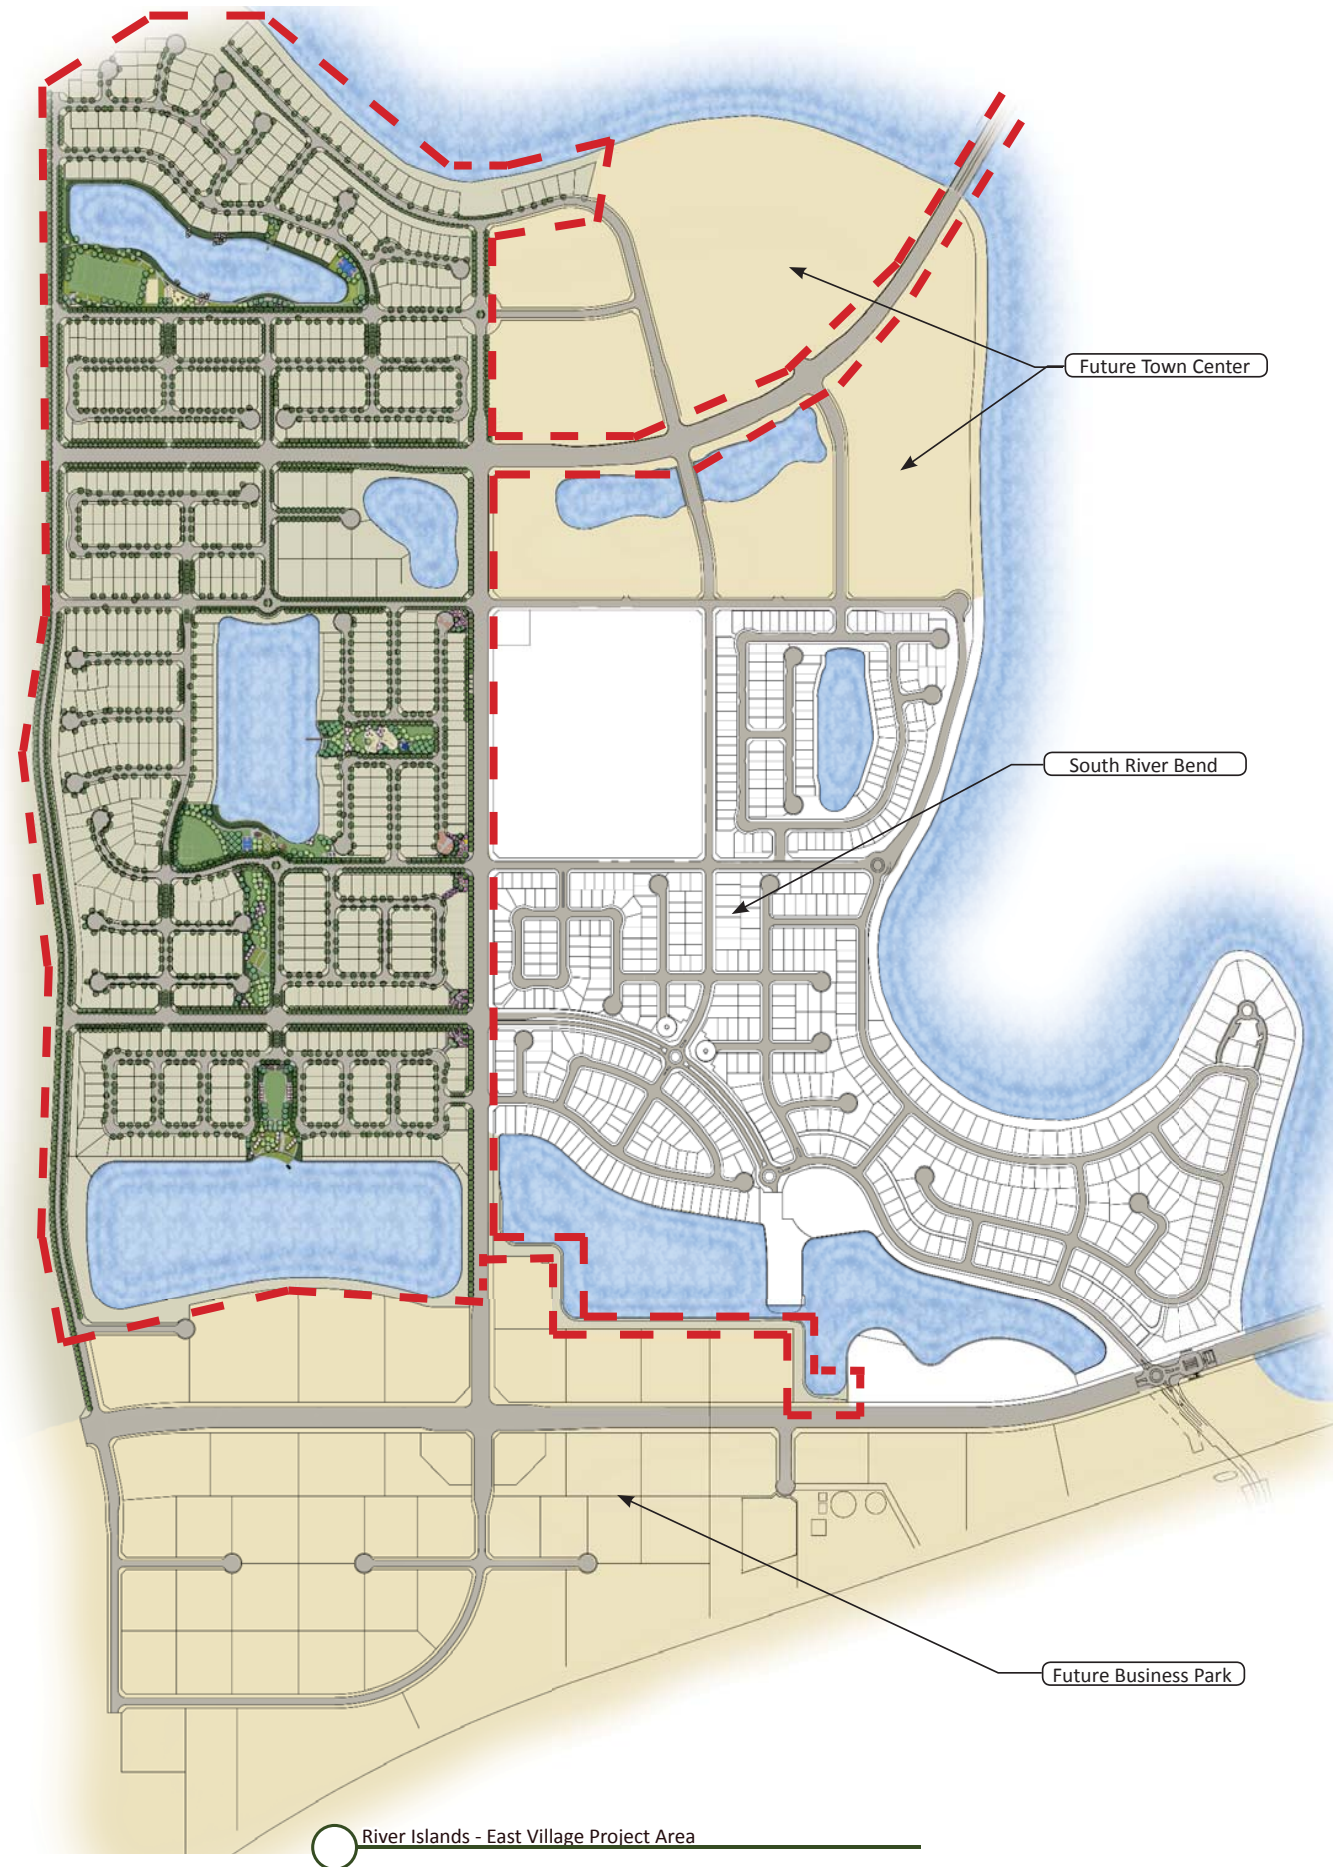 Future Town Center
South River Bend
Future Business Park
River Islands - East Village Project Area